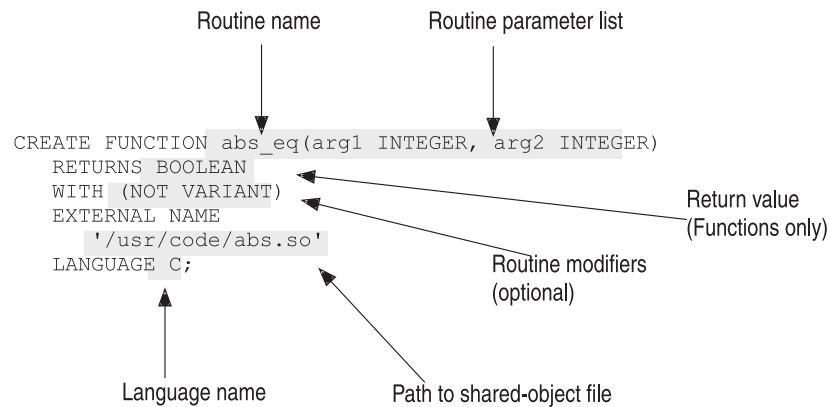 Routine name
Routine parameter list
CREATE FUNCTION abs_eq(arg1 INTEGER, arg2 INTEGER)
RETURNS BOOLEAN
WITH (NOT VARIANT)
EXTERNAL NAME
'/usr/code/abs.so'
LANGUAGE C;
Return value
(Functions only)
Routine modifiers
(optional)
Language name
Path to shared-object file